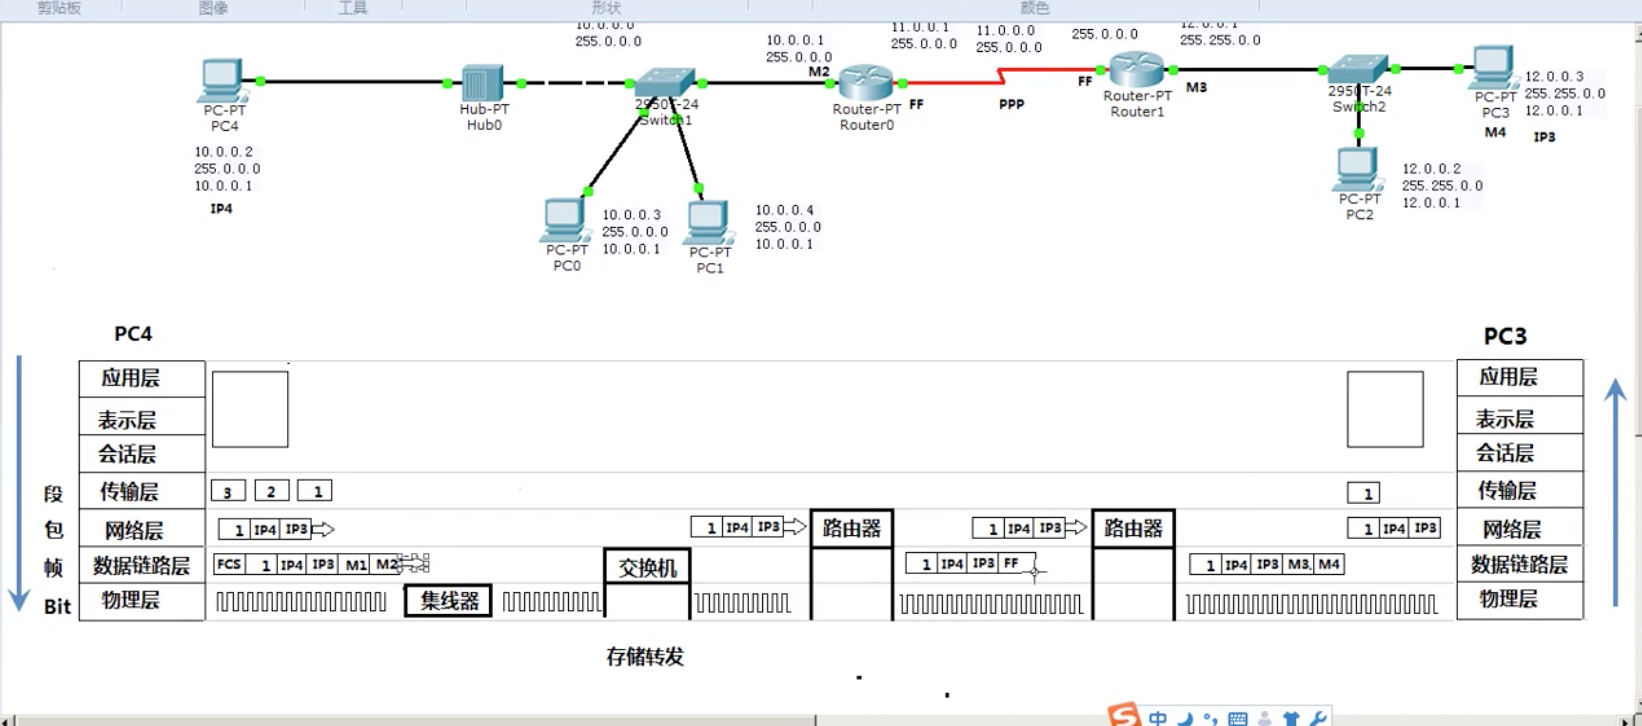 剪贴板
图像
工具
形状
颜色
10.0.0.0
255.0.0.0
10.0.0.1
255.0.0.0
M2
11.0.0.1
255.0.0.0
11.0.0.0
255.0.0.0
255.0.0.0
12.0.0.1
255.255.0.0
PC-PT
PC4
10.0.0.2
255.0.0.0
10.0.0.1
IP4
Hub-PT
Hub0
2950T-24
Switch1
Router-PT
Router0
FF
PPP
FF
Router-PT
Router1
M3
2950T-24
Switch2
PC-PT
PC3
M4
12.0.0.3
255.255.0.0
12.0.0.1
IP3
PC-PT
PC0
10.0.0.3
255.0.0.0
10.0.0.1
PC-PT
PC1
10.0.0.4
255.0.0.0
10.0.0.1
PC-PT
PC2
12.0.0.2
255.255.0.0
12.0.0.1
PC4
PC3
应用层
应用层
表示层
表示层
会话层
会话层
段 传输层 3 2 1
1 传输层
包 网络层 1 IP4 IP3
1 IP4 IP3 路由器
1 IP4 IP3 路由器
1 IP4 IP3 网络层
帧 数据链路层 FCS 1 IP4 IP3 M1 M2
交换机
1 IP4 IP3 FF
1 IP4 IP3 M3. M4 数据链路层
Bit 物理层 集线器 物理层
存储转发
中